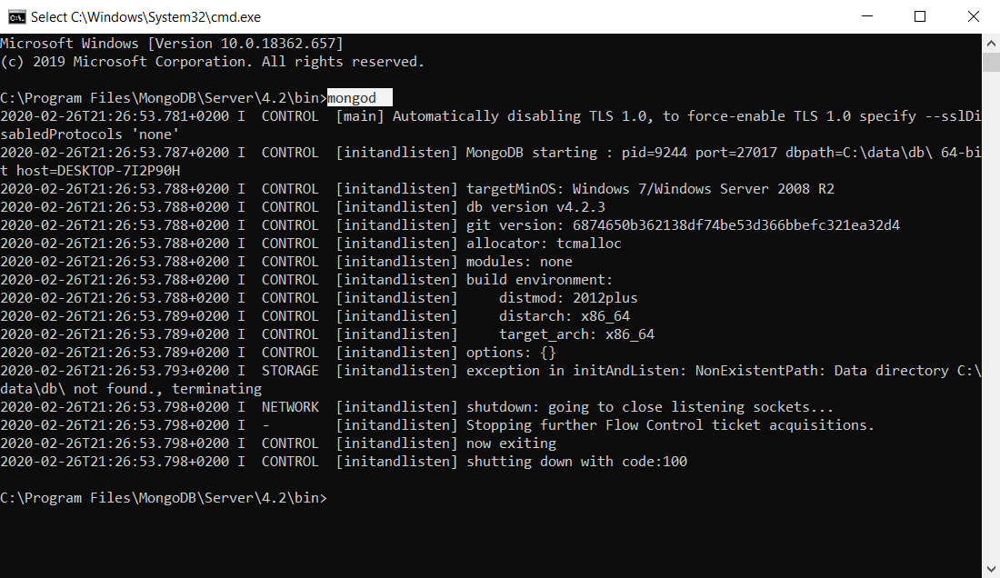 Select C:\Windows\System32\cmd.exe
Microsoft Windows [Version 10.0.18362.657]
(c) 2019 Microsoft Corporation. All rights reserved.
C:\Program Files\MongoDB\Server\4.2\bin>mongod
2020-02-26T21:26:53.781+0200 I  CONTROL  [main] Automatically disabling TLS 1.0, to force-enable TLS 1.0 specify --sslDi
sabledProtocols 'none'
2020-02-26T21:26:53.787+0200 I  CONTROL  [initandlisten] MongoDB starting : pid=9244 port=27017 dbpath=C:\data\db\ 64-bi
t host=DESKTOP-7I2P90H
2020-02-26T21:26:53.788+0200 I  CONTROL  [initandlisten] targetMinOS: Windows 7/Windows Server 2008 R2
2020-02-26T21:26:53.788+0200 I  CONTROL  [initandlisten] db version v4.2.3
2020-02-26T21:26:53.788+0200 I  CONTROL  [initandlisten] git version: 6874650b362138df74be53d366bbefc321ea32d4
2020-02-26T21:26:53.788+0200 I  CONTROL  [initandlisten] allocator: tcmalloc
2020-02-26T21:26:53.788+0200 I  CONTROL  [initandlisten] modules: none
2020-02-26T21:26:53.788+0200 I  CONTROL  [initandlisten] build environment:
2020-02-26T21:26:53.788+0200 I  CONTROL  [initandlisten]     distmod: 2012plus
2020-02-26T21:26:53.789+0200 I  CONTROL  [initandlisten]     distarch: x86_64
2020-02-26T21:26:53.789+0200 I  CONTROL  [initandlisten]     target_arch: x86_64
2020-02-26T21:26:53.789+0200 I  CONTROL  [initandlisten] options: {}
2020-02-26T21:26:53.793+0200 I  STORAGE  [initandlisten] exception in initAndListen: NonExistentPath: Data directory C:\
data\db\ not found., terminating
2020-02-26T21:26:53.798+0200 I  NETWORK  [initandlisten] shutdown: going to close listening sockets...
2020-02-26T21:26:53.798+0200 I  -        [initandlisten] Stopping further Flow Control ticket acquisitions.
2020-02-26T21:26:53.798+0200 I  CONTROL  [initandlisten] now exiting
2020-02-26T21:26:53.798+0200 I  CONTROL  [initandlisten] shutting down with code:100
C:\Program Files\MongoDB\Server\4.2\bin>